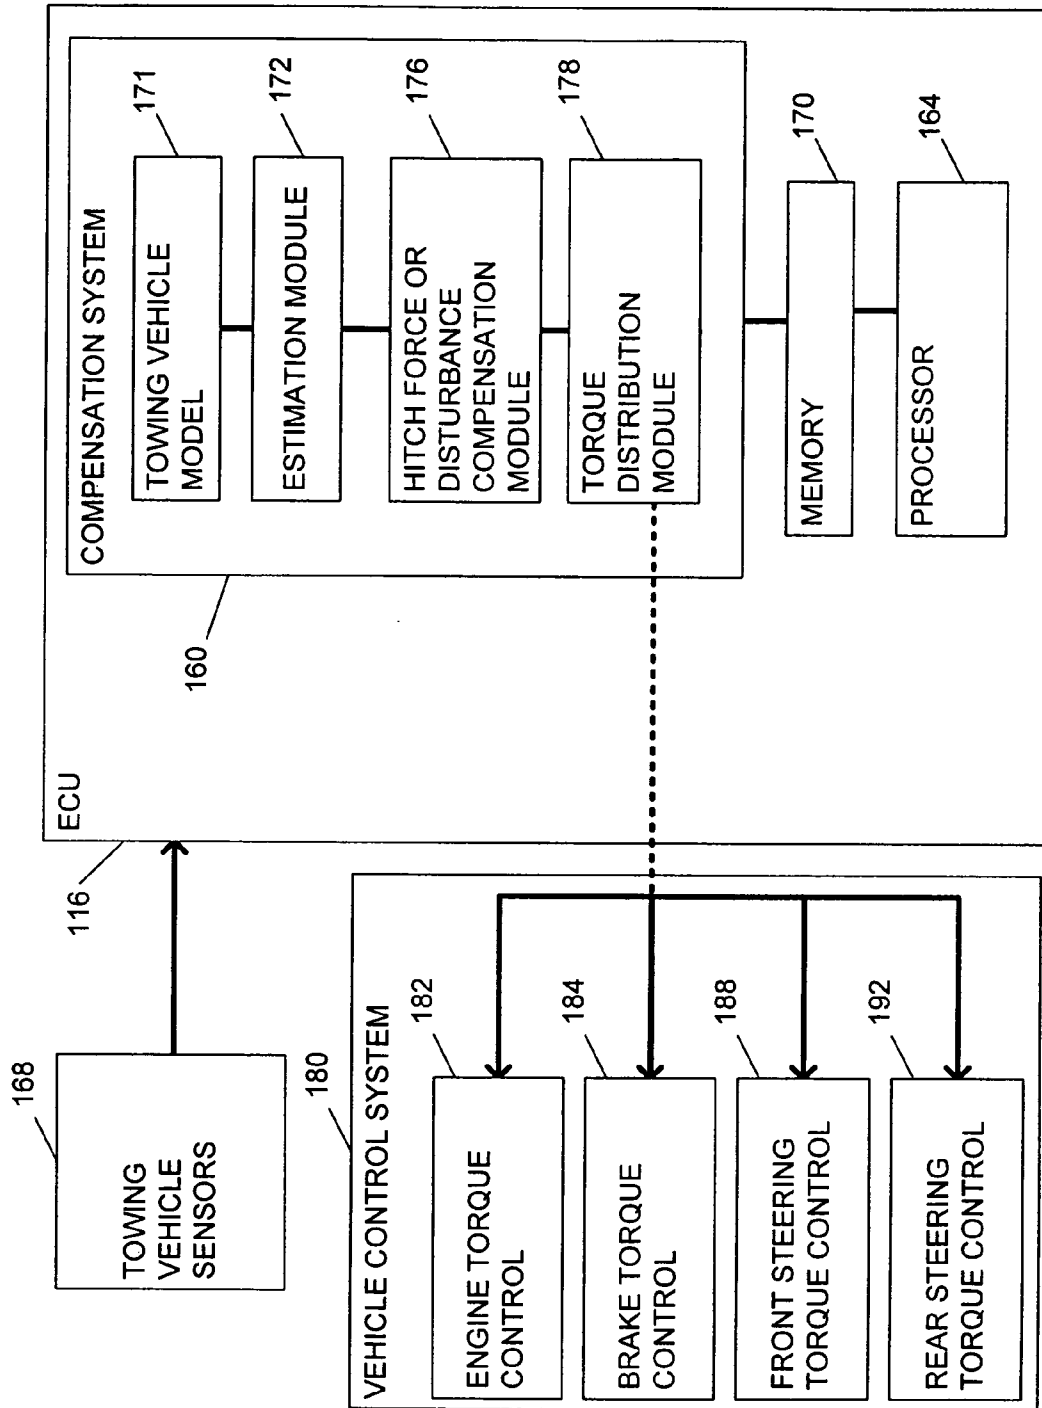 168
TOWING
VEHICLE
SENSORS
116
ECU
160
COMPENSATION SYSTEM
171
TOWING VEHICLE
MODEL
172
ESTIMATION MODULE
176
HITCH FORCE OR
DISTURBANCE
COMPENSATION
MODULE
178
TORQUE
DISTRIBUTION
MODULE
170
MEMORY
164
PROCESSOR
180
VEHICLE CONTROL SYSTEM
182
ENGINE TORQUE
CONTROL
184
BRAKE TORQUE
CONTROL
188
FRONT STEERING
TORQUE CONTROL
192
REAR STEERING
TORQUE CONTROL